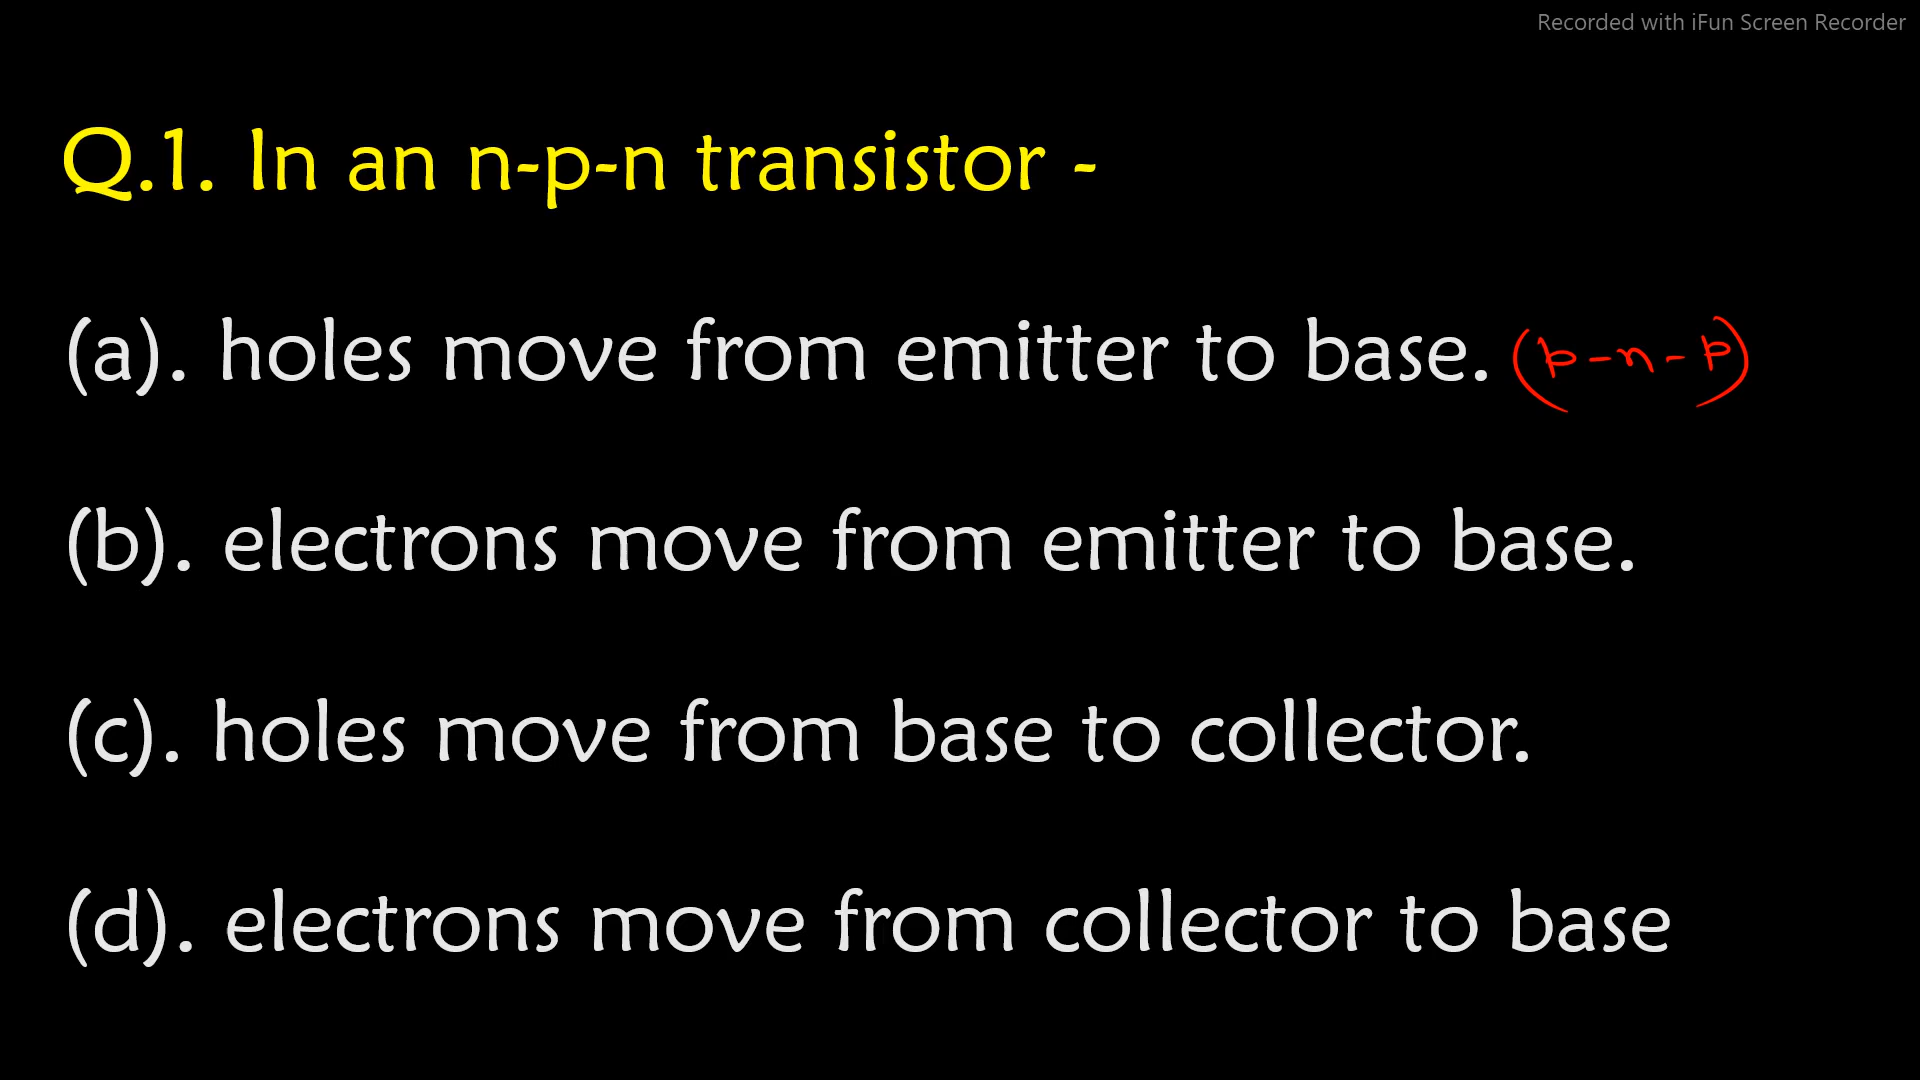 Recorded with iFun Screen Recorder
Q.1. In an n-p-n transistor -
(a). holes move from emitter to base. (p-n-p)
(b). electrons move from emitter to base.
(c). holes move from base to collector.
(d). electrons move from collector to base